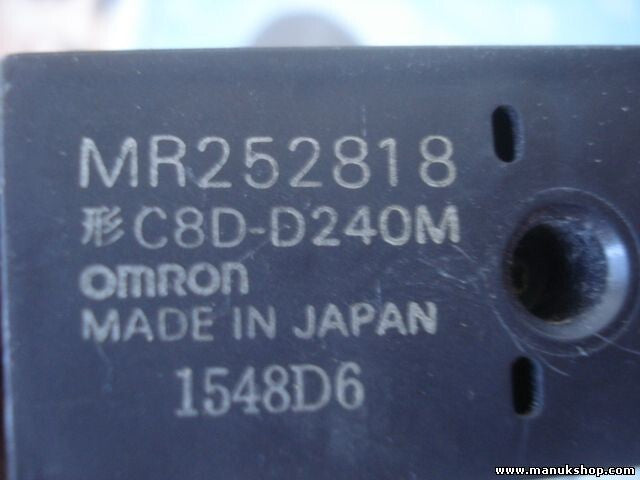 MR252818
形C8D-D240M
omron
MADE IN JAPAN
1548D6
www.manukshop.com